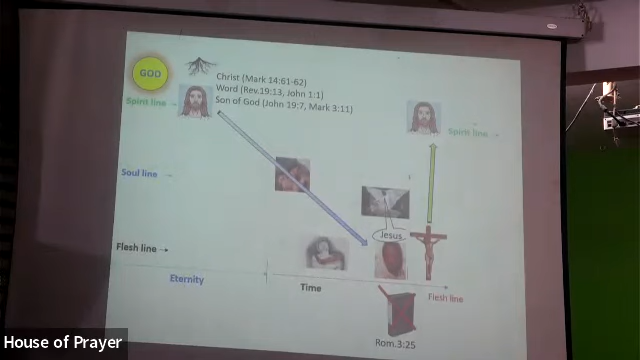 GOD
Christ (Mark 14:61-62)
Word (Rev.19:13, John 1:1)
Son of God (John 19:7, Mark 3:11)
Spirit line
Spirit line
Soul line
Jesus
Flesh line
Eternity
Time
Flesh line
Rom.3:25
House of Prayer